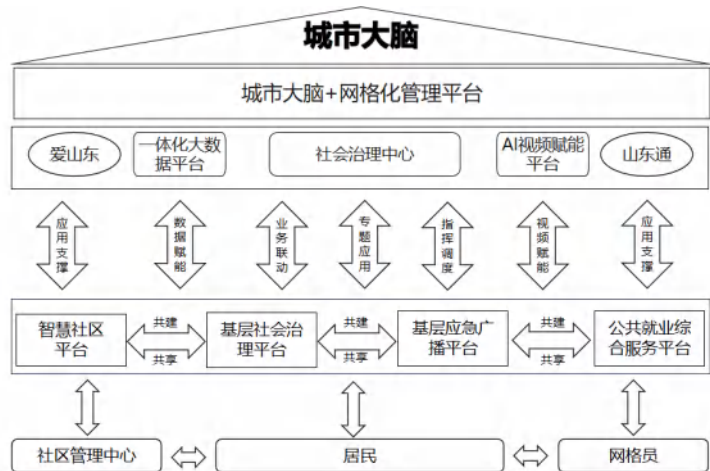 城市大脑
城市大脑+网格化管理平台
爱山东
一体化大数
据平台
社会治理中心
AI视频赋能
平台
山东通
应用支撑
数据赋能
业务联动
专题应用
指挥调度
视频赋能
应用支撑
智慧社区
平台
共建
共享
基层社会治
理平台
共建
共享
基层应急广
播平台
共建
共享
公共就业综
合服务平台
社区管理中心
居民
网格员